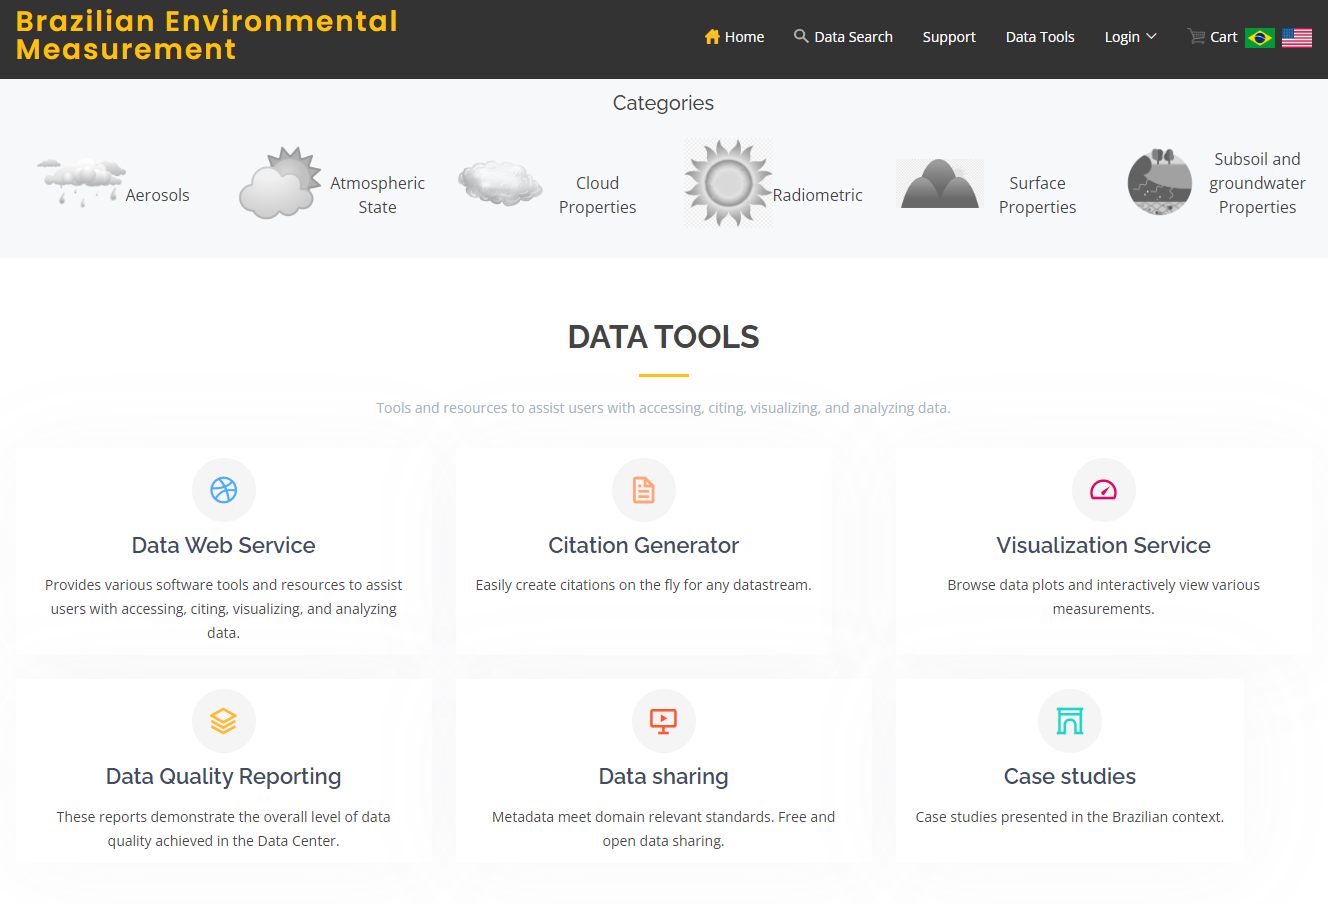 Brazilian Environmental
Measurement
Home Data Search Support Data Tools Login Cart
Categories
Aerosols
Atmospheric
State
Cloud
Properties
Radiometric
Surface
Properties
Subsoil and
groundwater
Properties
DATA TOOLS
Tools and resources to assist users with accessing, citing, visualizing, and analyzing data.
Data Web Service
Provides various software tools and resources to assist
users with accessing, citing, visualizing, and analyzing
data.
Citation Generator
Easily create citations on the fly for any datastream.
Visualization Service
Browse data plots and interactively view various
measurements.
Data Quality Reporting
These reports demonstrate the overall level of data
quality achieved in the Data Center.
Data sharing
Metadata meet domain relevant standards. Free and
open data sharing.
Case studies
Case studies presented in the Brazilian context.